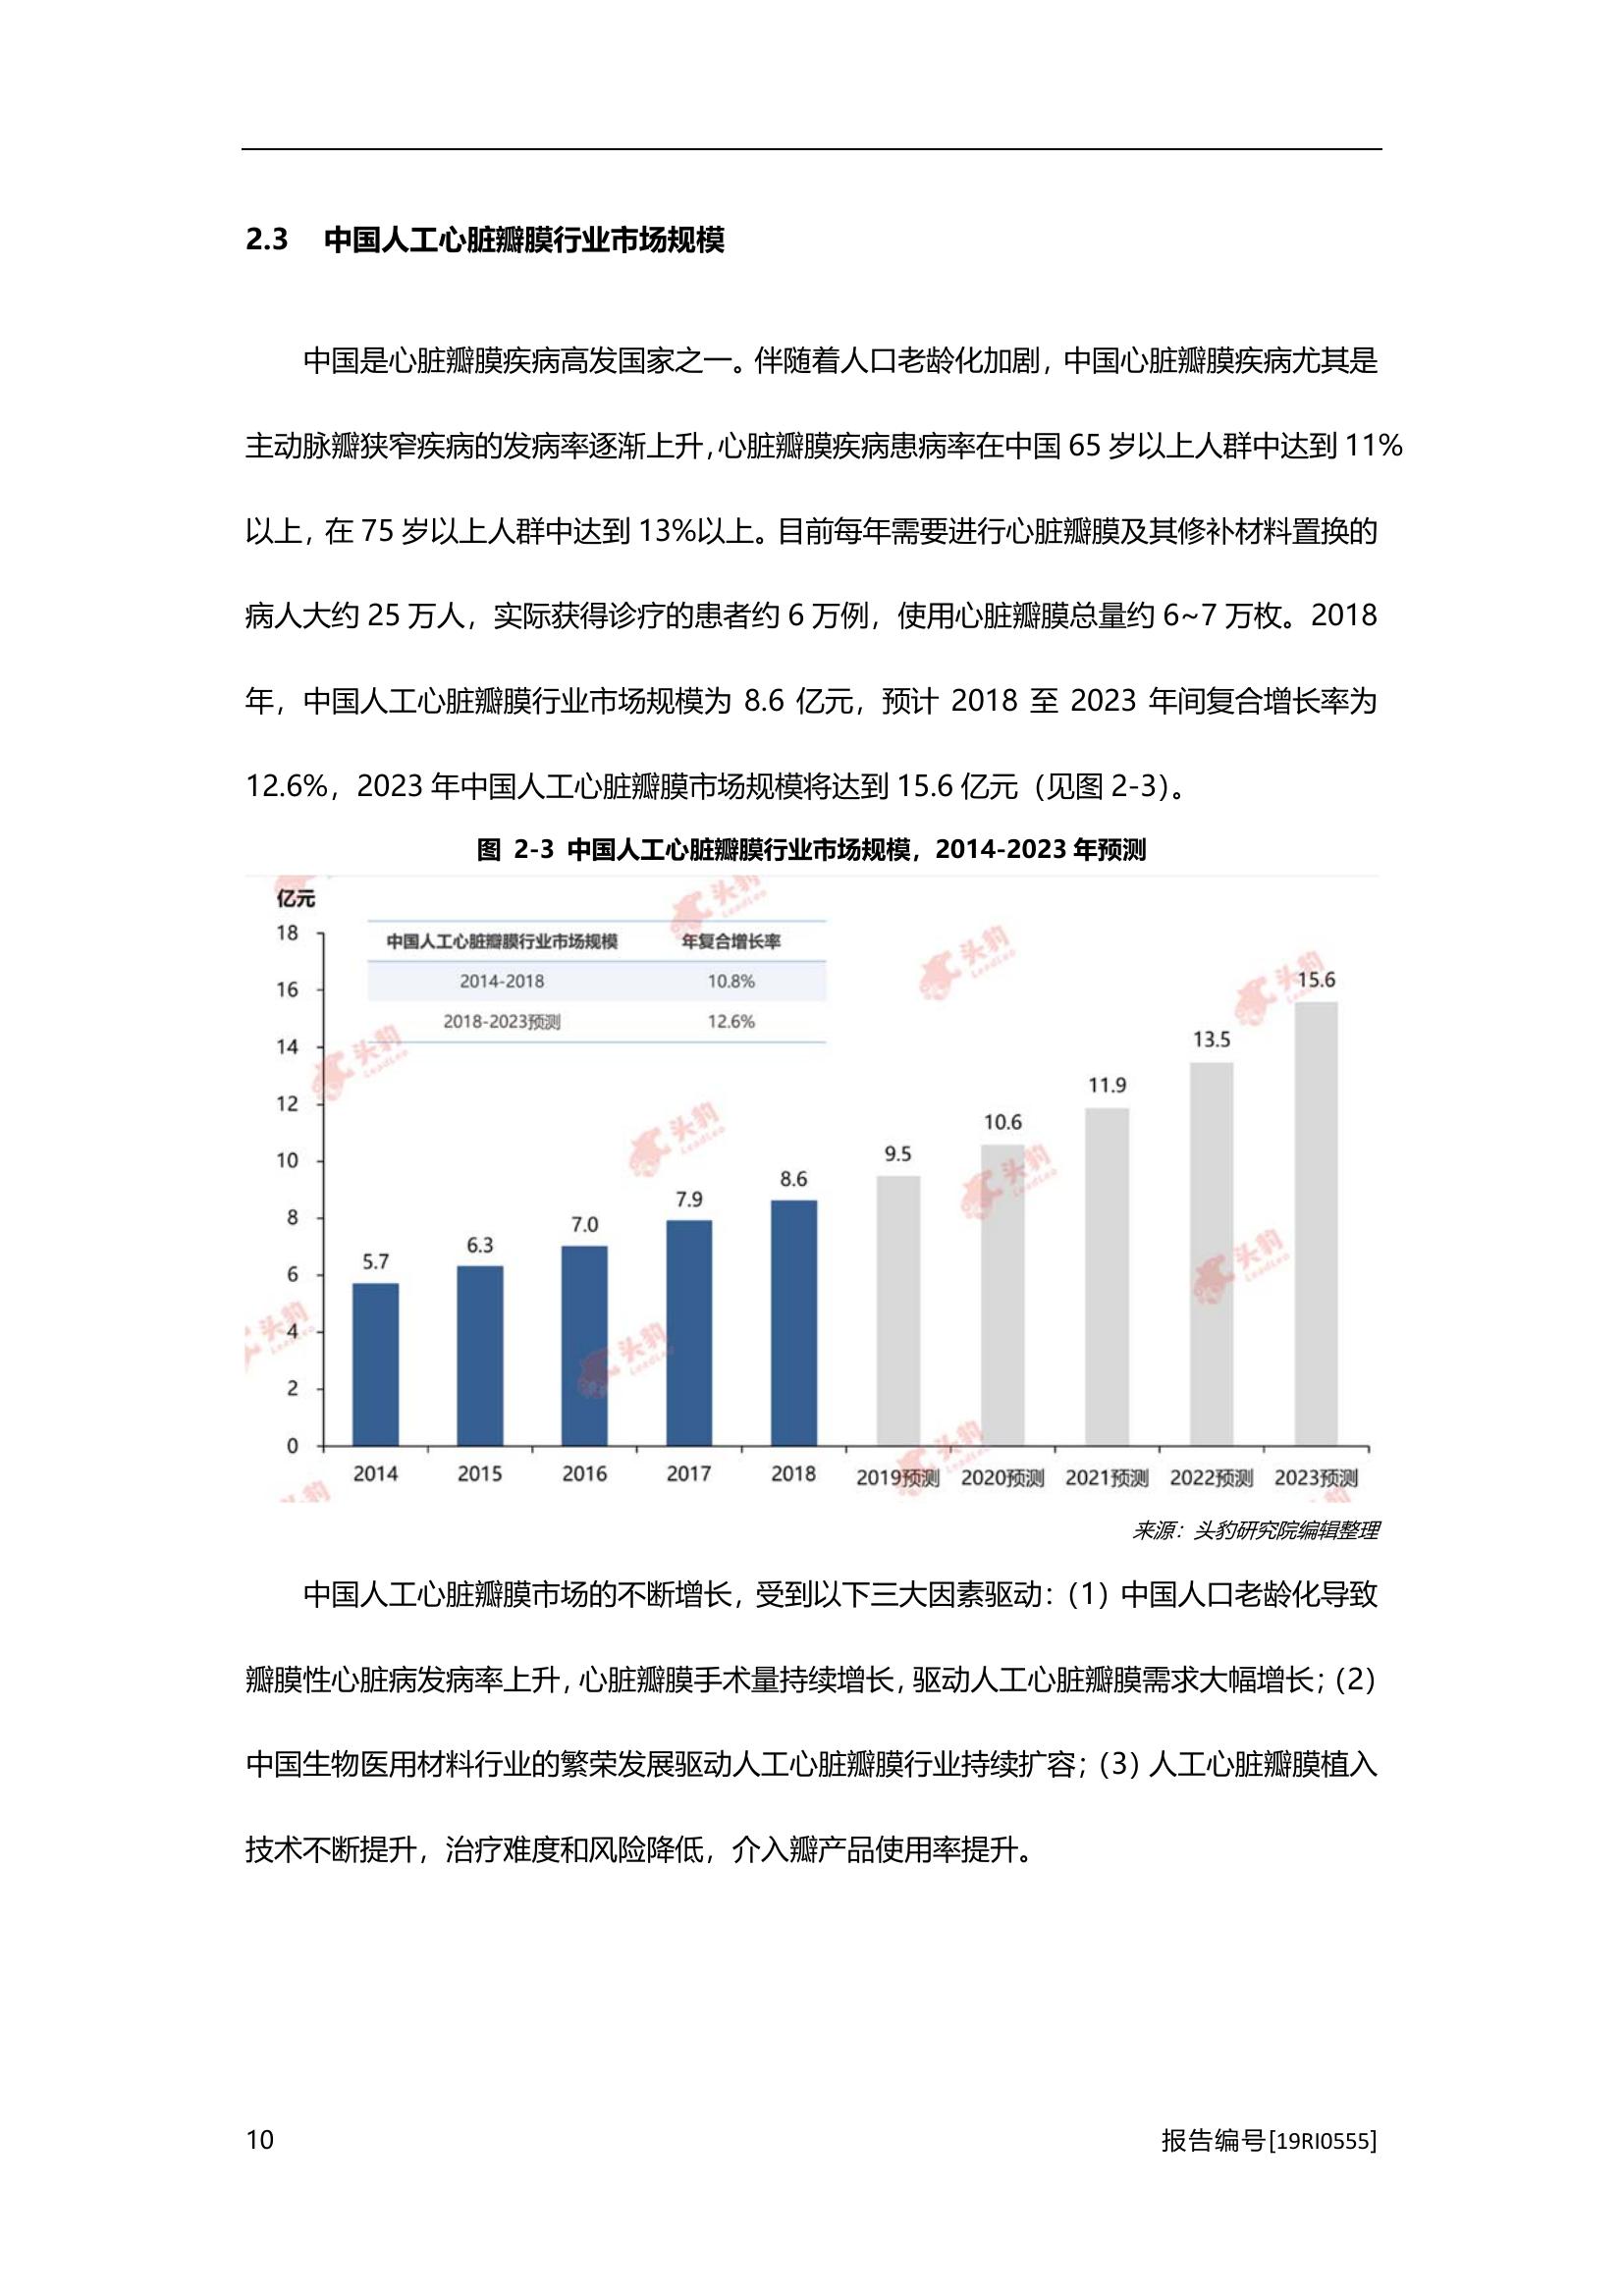 2.3 中国人工心脏瓣膜行业市场规模
中国是心脏瓣膜疾病高发国家之一。伴随着人口老龄化加剧，中国心脏瓣膜疾病尤其是
主动脉瓣狭窄疾病的发病率逐渐上升，心脏瓣膜疾病患病率在中国 65 岁以上人群中达到 11%
以上，在 75 岁以上人群中达到 13%以上。目前每年需要进行心脏瓣膜及其修补材料置换的
病人大约 25 万人，实际获得诊疗的患者约 6 万例，使用心脏瓣膜总量约 6~7 万枚。2018
年，中国人工心脏瓣膜行业市场规模为 8.6 亿元，预计 2018 至 2023 年间复合增长率为
12.6%，2023 年中国人工心脏瓣膜市场规模将达到 15.6 亿元（见图 2-3）。
图 2-3 中国人工心脏瓣膜行业市场规模，2014-2023 年预测
亿元
中国人工心脏瓣膜行业市场规模 年复合增长率
2014-2018 10.8%
2018-2023预测 12.6%
18
16
14
12
10
8
6
4
2
0
5.7
6.3
7.0
7.9
8.6
9.5
10.6
11.9
13.5
15.6
2014 2015 2016 2017 2018 2019预测 2020预测 2021预测 2022预测 2023预测
头豹
LeadLeo
来源：头豹研究院编辑整理
中国人工心脏瓣膜市场的不断增长，受到以下三大因素驱动：（1）中国人口老龄化导致
瓣膜性心脏病发病率上升，心脏瓣膜手术量持续增长，驱动人工心脏瓣膜需求大幅增长；（2）
中国生物医用材料行业的繁荣发展驱动人工心脏瓣膜行业持续扩容；（3）人工心脏瓣膜植入
技术不断提升，治疗难度和风险降低，介入瓣产品使用率提升。
10 报告编号[19RI0555]